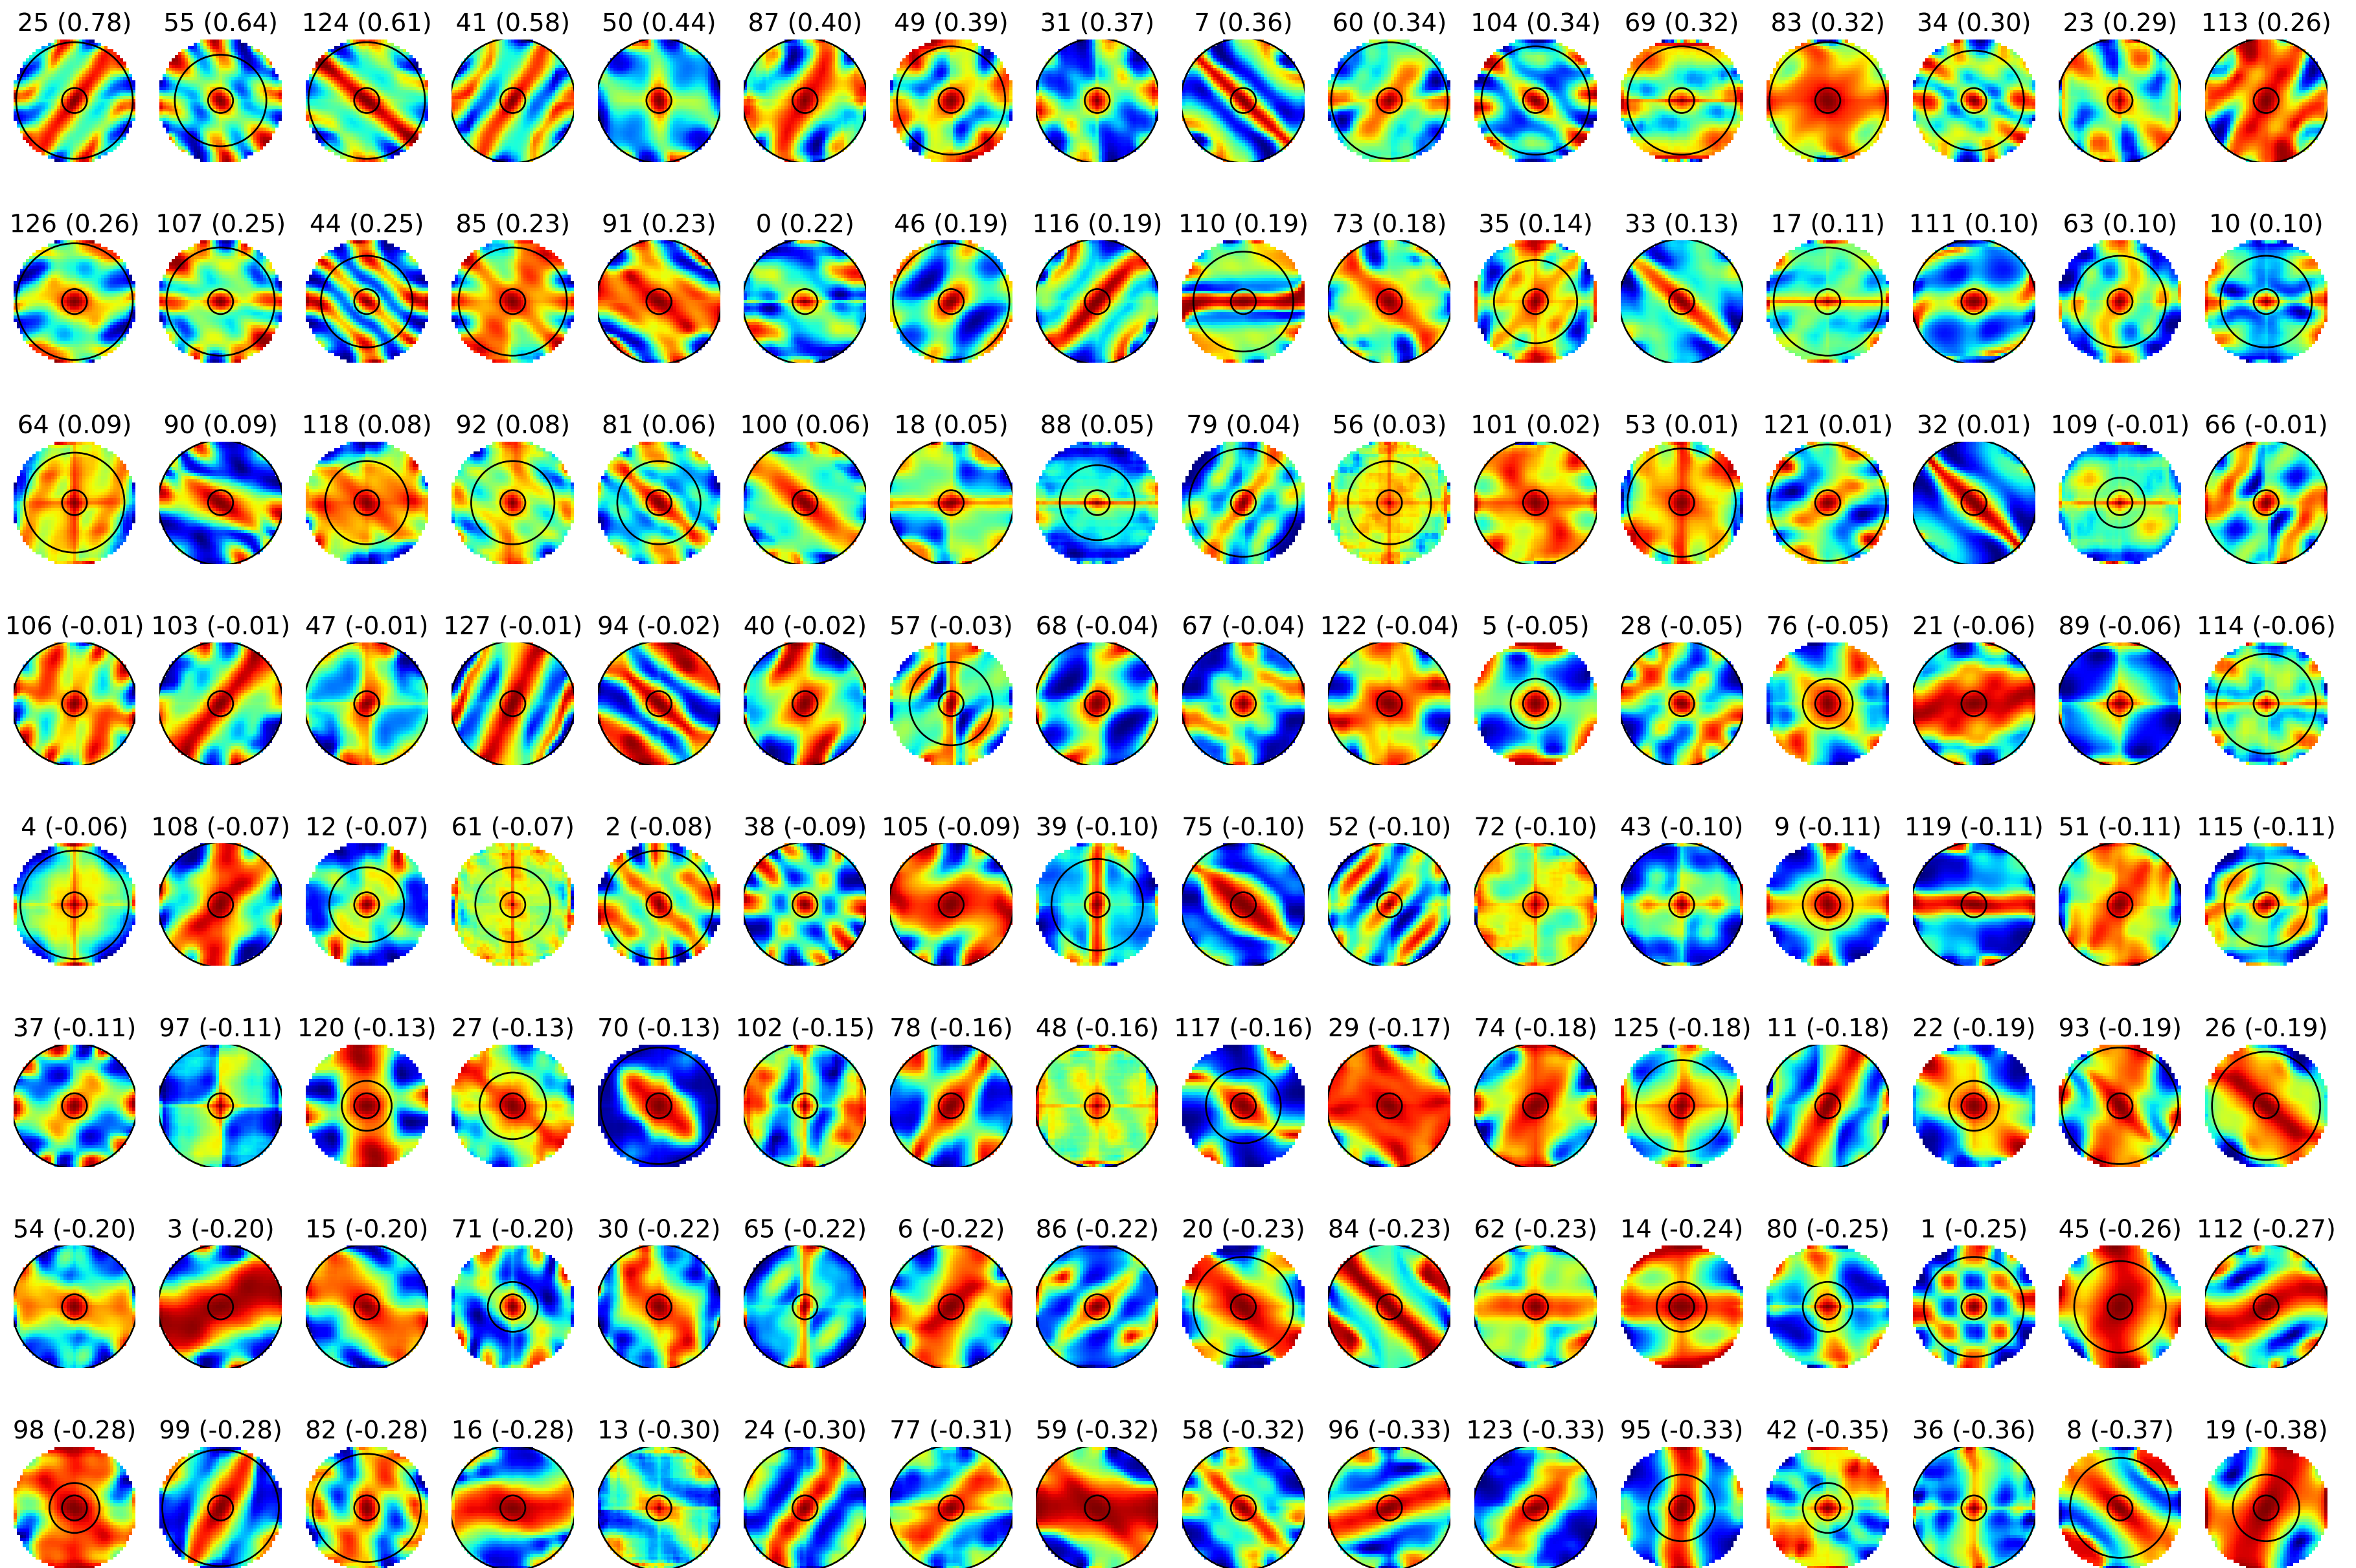 25 (0.78) 55 (0.64) 124 (0.61) 41 (0.58) 50 (0.44) 87 (0.40) 49 (0.39) 31 (0.37) 7 (0.36) 60 (0.34) 104 (0.34) 69 (0.32) 83 (0.32) 34 (0.30) 23 (0.29) 113 (0.26)
126 (0.26) 107 (0.25) 44 (0.25) 85 (0.23) 91 (0.23) 0 (0.22) 46 (0.19) 116 (0.19) 110 (0.19) 73 (0.18) 35 (0.14) 33 (0.13) 17 (0.11) 111 (0.10) 63 (0.10) 10 (0.10)
64 (0.09) 90 (0.09) 118 (0.08) 92 (0.08) 81 (0.06) 100 (0.06) 18 (0.05) 88 (0.05) 79 (0.04) 56 (0.03) 101 (0.02) 53 (0.01) 121 (0.01) 32 (0.01) 109 (-0.01) 66 (-0.01)
106 (-0.01) 103 (-0.01) 47 (-0.01) 127 (-0.01) 94 (-0.02) 40 (-0.02) 57 (-0.03) 68 (-0.04) 67 (-0.04) 122 (-0.04) 5 (-0.05) 28 (-0.05) 76 (-0.05) 21 (-0.06) 89 (-0.06) 114 (-0.06)
4 (-0.06) 108 (-0.07) 12 (-0.07) 61 (-0.07) 2 (-0.08) 38 (-0.09) 105 (-0.09) 39 (-0.10) 75 (-0.10) 52 (-0.10) 72 (-0.10) 43 (-0.10) 9 (-0.11) 119 (-0.11) 51 (-0.11) 115 (-0.11)
37 (-0.11) 97 (-0.11) 120 (-0.13) 27 (-0.13) 70 (-0.13) 102 (-0.15) 78 (-0.16) 48 (-0.16) 117 (-0.16) 29 (-0.17) 74 (-0.18) 125 (-0.18) 11 (-0.18) 22 (-0.19) 93 (-0.19) 26 (-0.19)
54 (-0.20) 3 (-0.20) 15 (-0.20) 71 (-0.20) 30 (-0.22) 65 (-0.22) 6 (-0.22) 86 (-0.22) 20 (-0.23) 84 (-0.23) 62 (-0.23) 14 (-0.24) 80 (-0.25) 1 (-0.25) 45 (-0.26) 112 (-0.27)
98 (-0.28) 99 (-0.28) 82 (-0.28) 16 (-0.28) 13 (-0.30) 24 (-0.30) 77 (-0.31) 59 (-0.32) 58 (-0.32) 96 (-0.33) 123 (-0.33) 95 (-0.33) 42 (-0.35) 36 (-0.36) 8 (-0.37) 19 (-0.38)